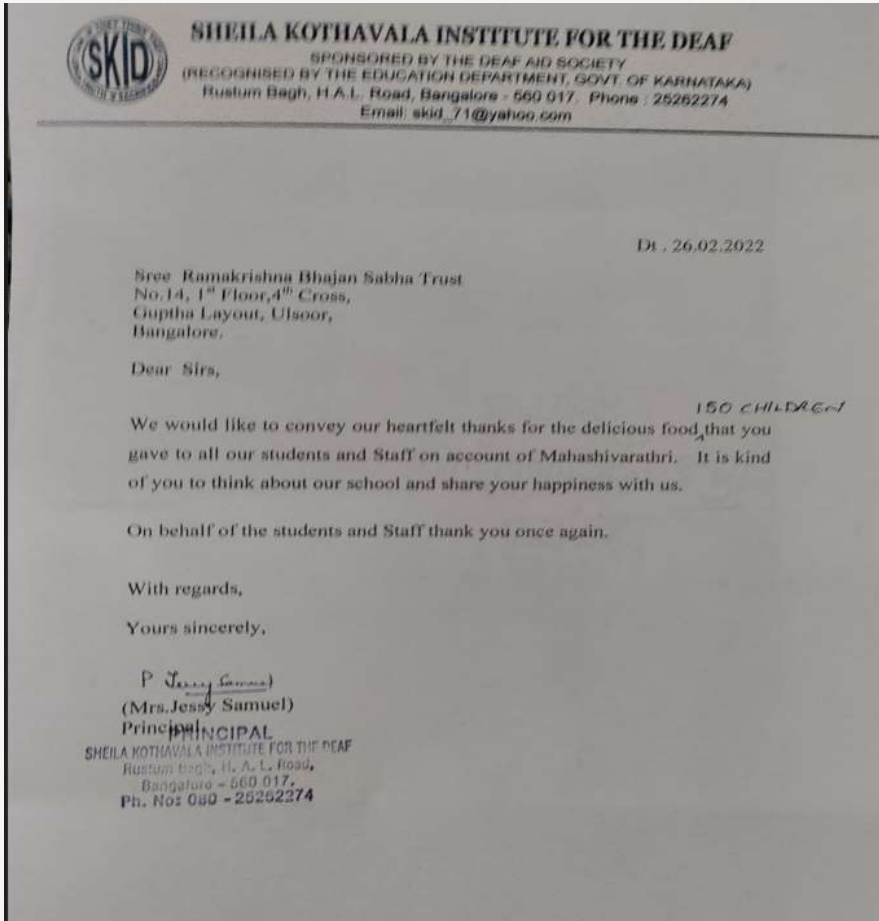 SKID
SHEILA KOTHAVALA INSTITUTE FOR THE DEAF
SPONSORED BY THE DEAF AID SOCIETY
(RECOGNISED BY THE EDUCATION DEPARTMENT, GOVT. OF KARNATAKA)
Rustum Bagh, H.A.L. Road, Bangalore - 560 017. Phone : 25262274
Email: skid_71@yahoo.com
Dt . 26.02.2022
Sree Ramakrishna Bhajan Sabha Trust
No.14, 1st Floor,4th Cross,
Guptha Layout, Ulsoor,
Bangalore.
Dear Sirs,
150 CHILDREN
We would like to convey our heartfelt thanks for the delicious food that you
gave to all our students and Staff on account of Mahashivarathri. It is kind
of you to think about our school and share your happiness with us.
On behalf of the students and Staff thank you once again.
With regards,
Yours sincerely,
P Jessy Samuel
(Mrs.Jessy Samuel)
Principal
PRINCIPAL
SHEILA KOTHAVALA INSTITUTE FOR THE DEAF
Rustum Bagh, H. A. L. Road,
Bangalore - 560 017.
Ph. No: 080 - 25262274